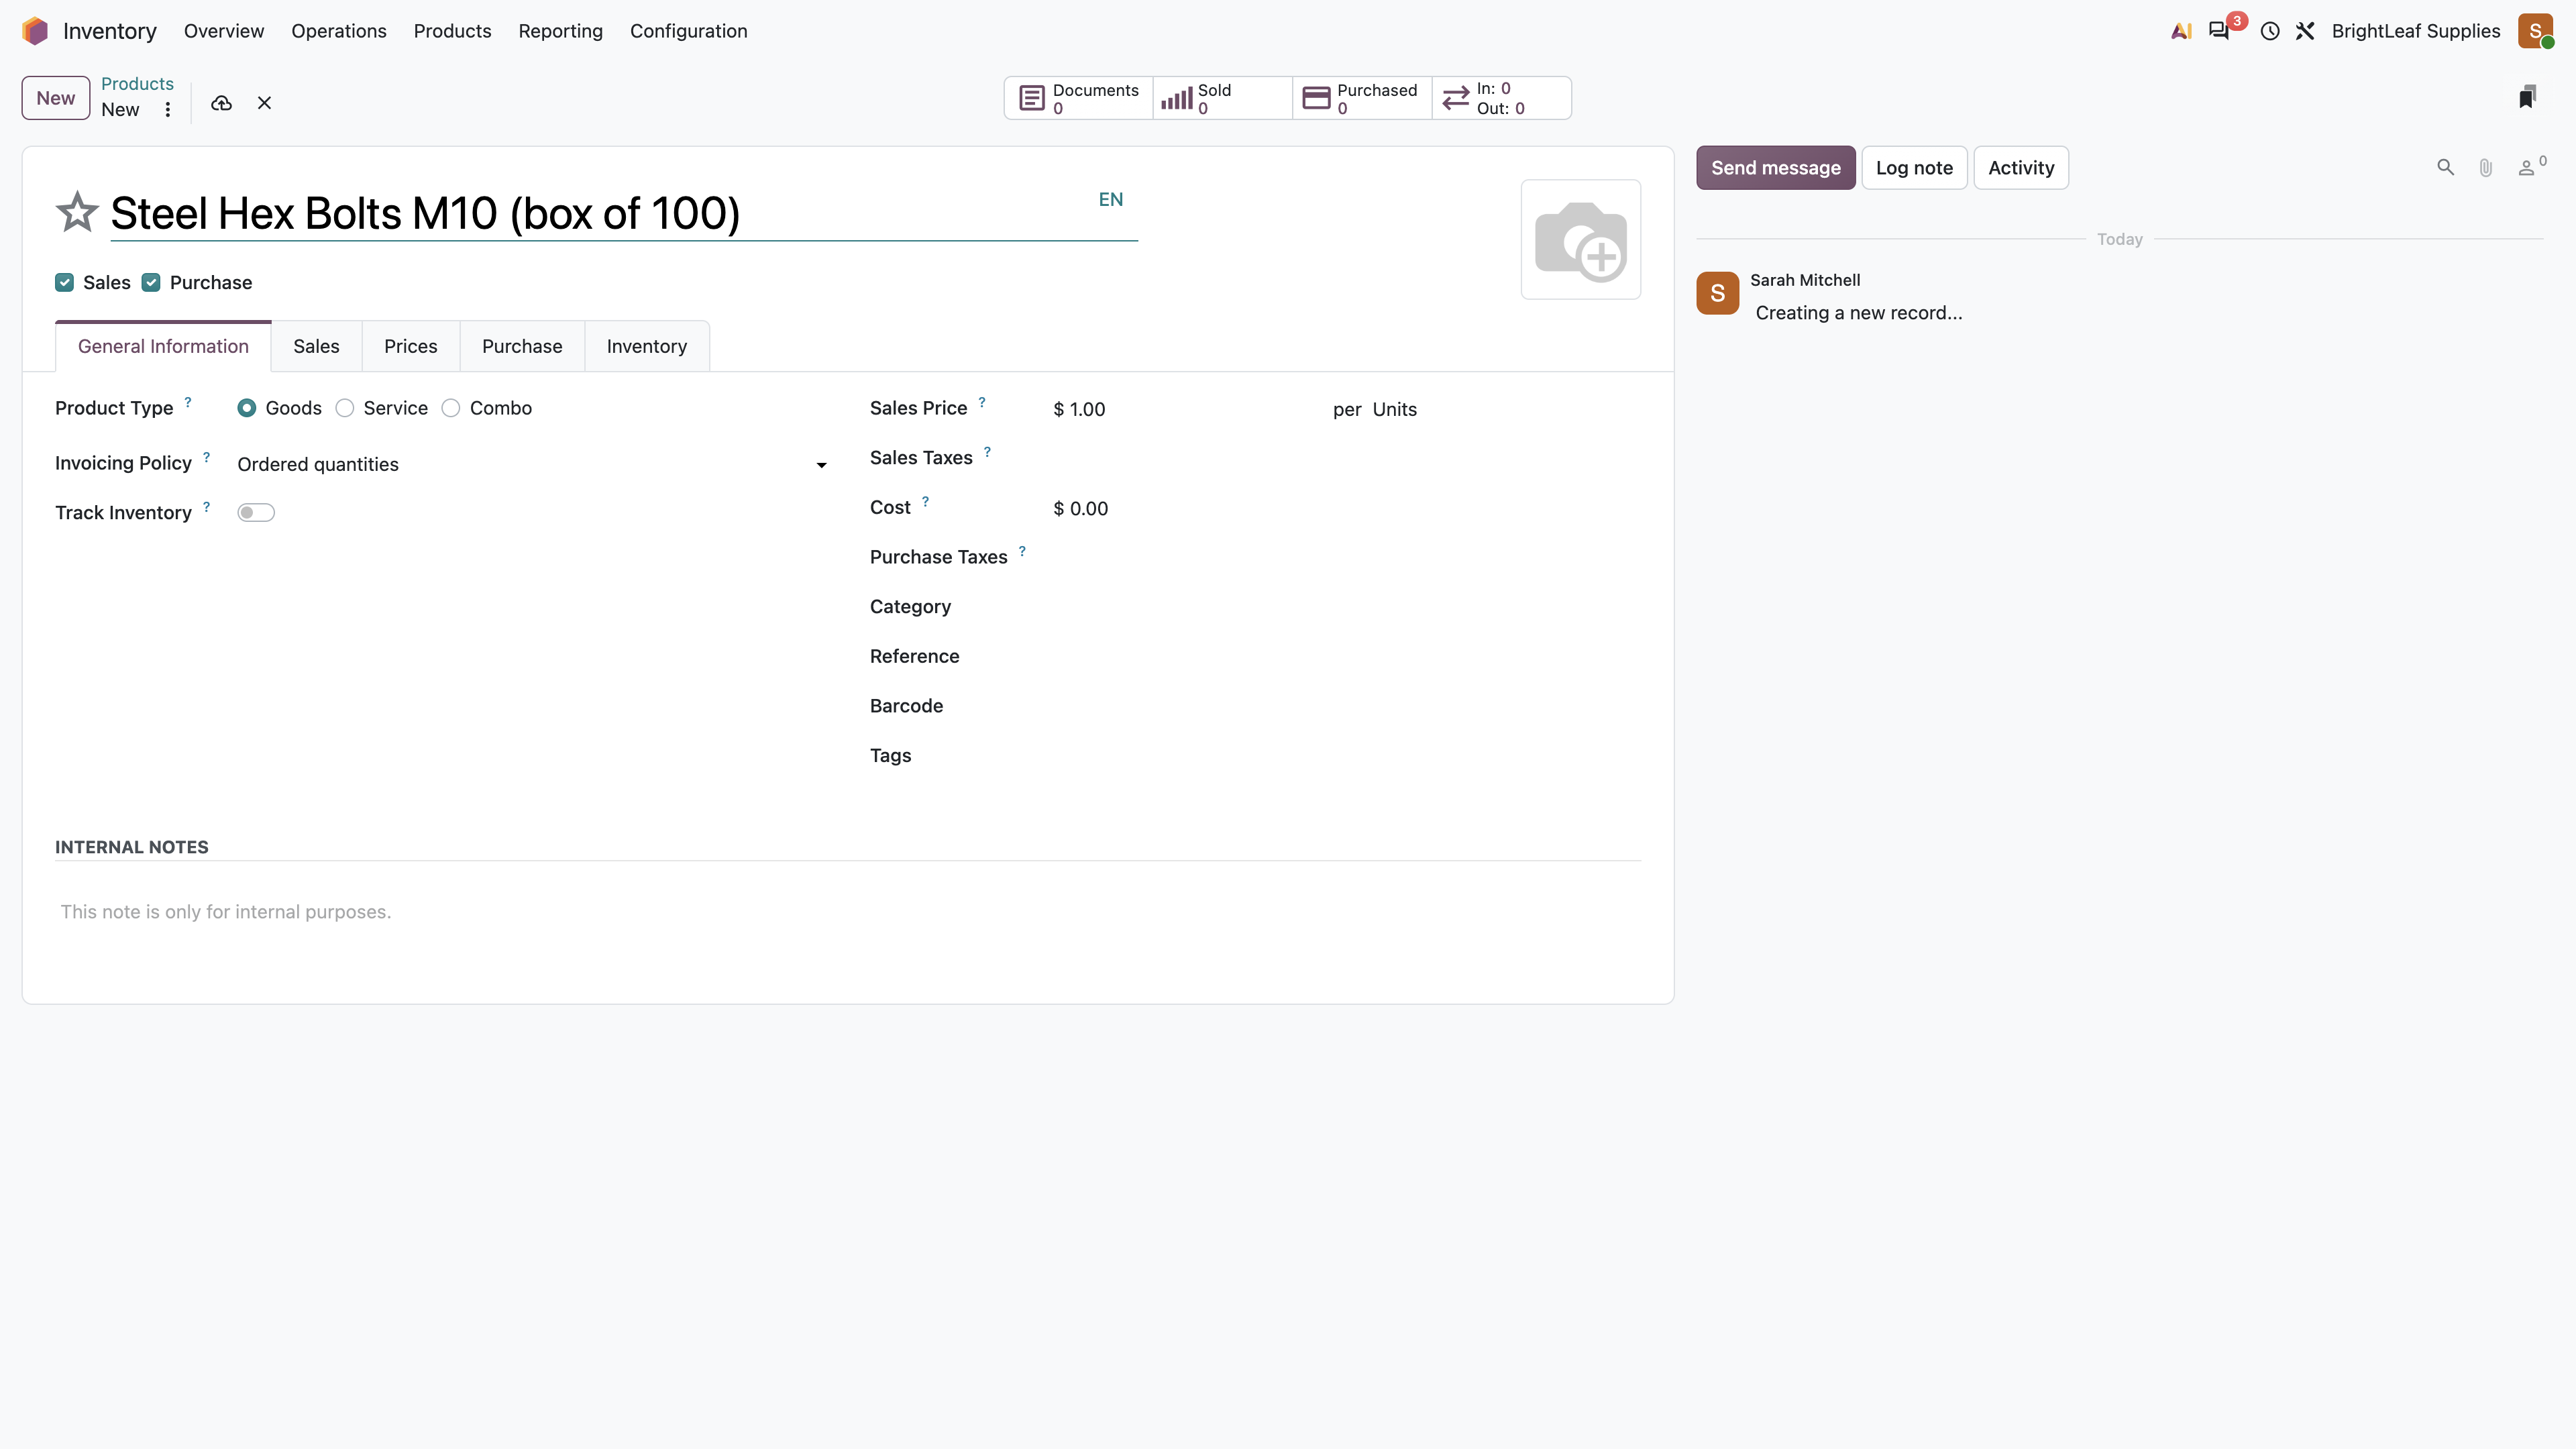 Inventory Overview Operations Products Reporting Configuration
AI 3 BrightLeaf Supplies S
New Products
New
Documents 0
Sold 0
Purchased 0
In: 0
Out: 0
Steel Hex Bolts M10 (box of 100) EN
Sales Purchase
General Information Sales Prices Purchase Inventory
Product Type ? Goods Service Combo
Invoicing Policy ? Ordered quantities
Track Inventory ?
Sales Price ? $ 1.00 per Units
Sales Taxes ?
Cost ? $ 0.00
Purchase Taxes ?
Category
Reference
Barcode
Tags
INTERNAL NOTES
This note is only for internal purposes.
Send message Log note Activity 0
Today
S Sarah Mitchell
Creating a new record...